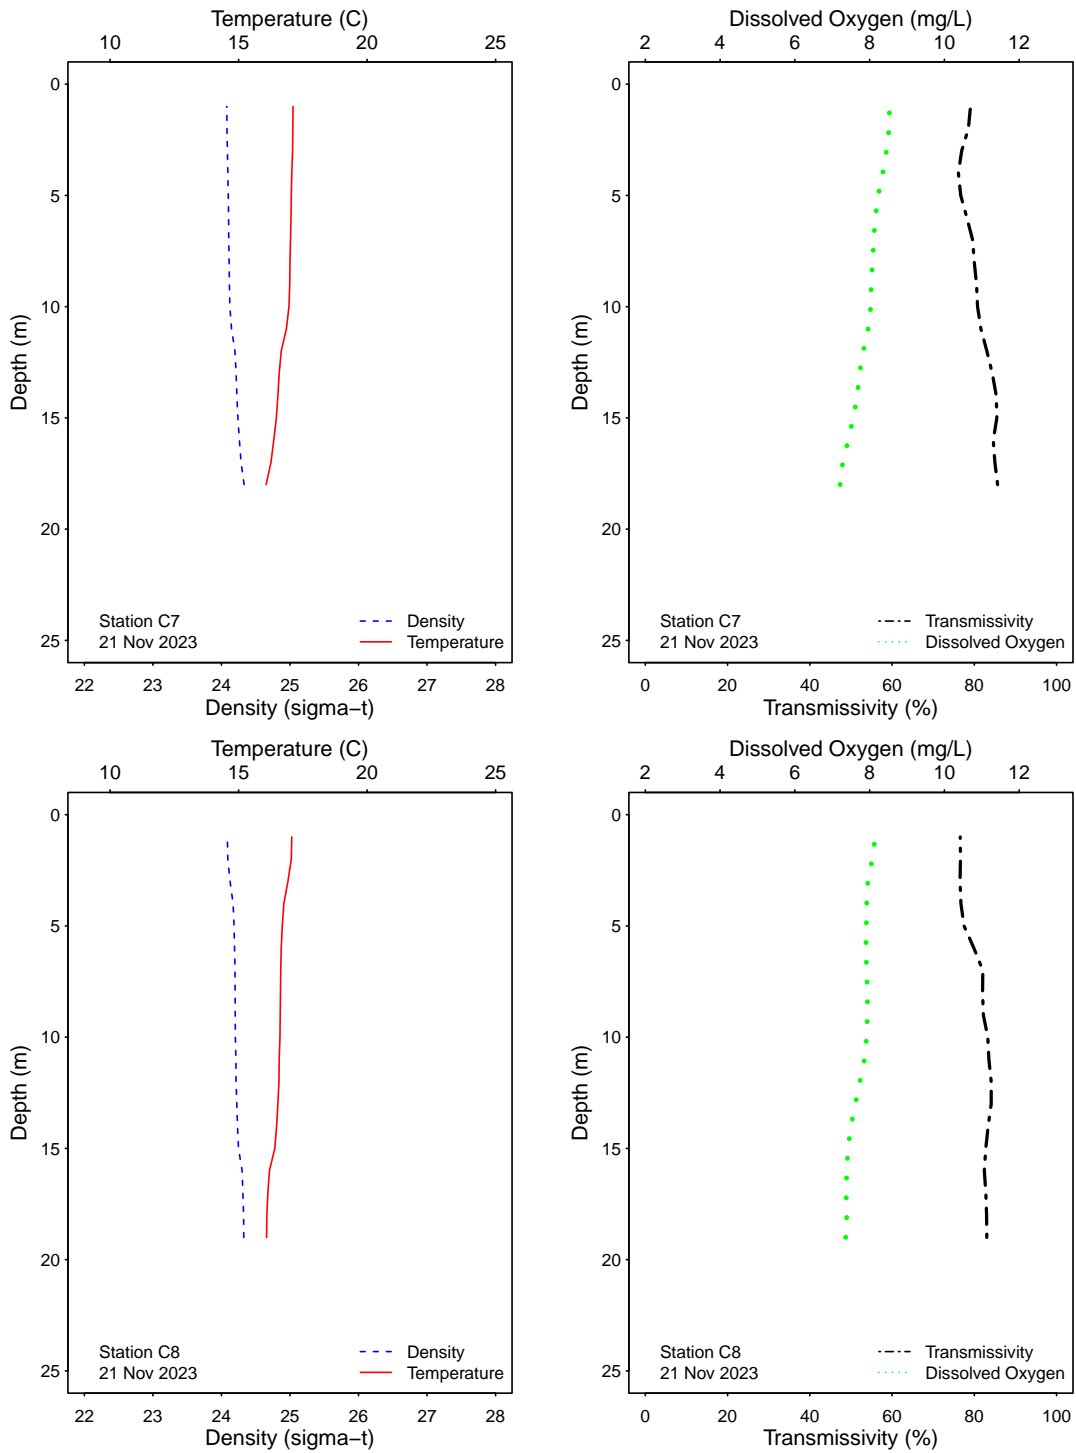 Temperature (C)
10 15 20 25
0
5
10
15
20
25
Depth (m)
Station C7
21 Nov 2023
Density
Temperature
22 23 24 25 26 27 28
Density (sigma−t)
Dissolved Oxygen (mg/L)
2 4 6 8 10 12
0
5
10
15
20
25
Depth (m)
Station C7
21 Nov 2023
Transmissivity
Dissolved Oxygen
0 20 40 60 80 100
Transmissivity (%)
Temperature (C)
10 15 20 25
0
5
10
15
20
25
Depth (m)
Station C8
21 Nov 2023
Density
Temperature
22 23 24 25 26 27 28
Density (sigma−t)
Dissolved Oxygen (mg/L)
2 4 6 8 10 12
0
5
10
15
20
25
Depth (m)
Station C8
21 Nov 2023
Transmissivity
Dissolved Oxygen
0 20 40 60 80 100
Transmissivity (%)